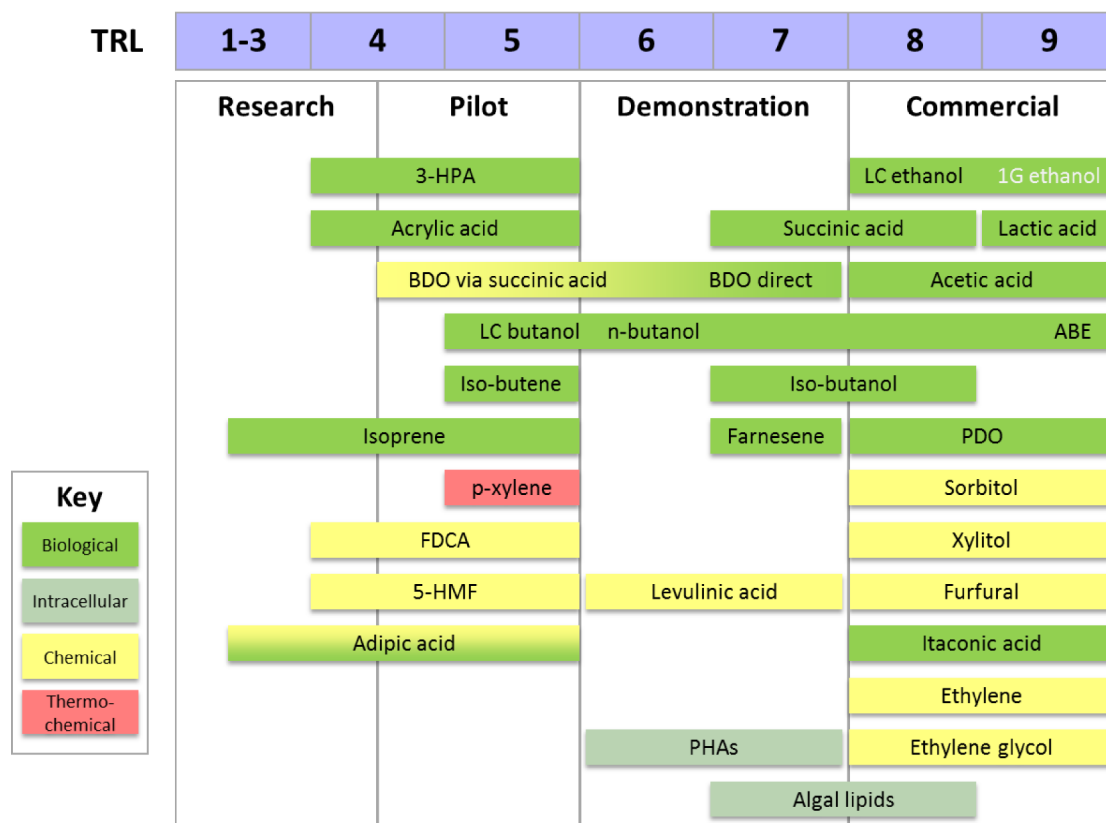 TRL 1-3 4 5 6 7 8 9
Research Pilot Demonstration Commercial
3-HPA LC ethanol 1G ethanol
Acrylic acid Succinic acid Lactic acid
BDO via succinic acid BDO direct Acetic acid
LC butanol n-butanol ABE
Iso-butene Iso-butanol
Isoprene Farnesene PDO
p-xylene Sorbitol
FDCA Xylitol
5-HMF Levulinic acid Furfural
Adipic acid Itaconic acid
Ethylene
PHAs Ethylene glycol
Algal lipids
Key
Biological
Intracellular
Chemical
Thermo-
chemical